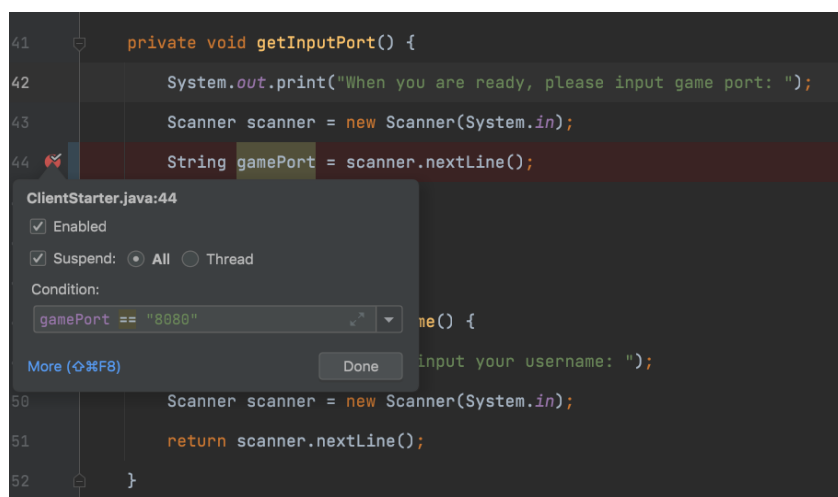 41 private void getInputPort() {
42 System.out.print("When you are ready, please input game port: ");
43 Scanner scanner = new Scanner(System.in);
44 String gamePort = scanner.nextLine();
ClientStarter.java:44
Enabled
Suspend: All Thread
Condition:
gamePort == "8080"
me() {
More (⇧⌘F8) Done
input your username: ");
50 Scanner scanner = new Scanner(System.in);
51 return scanner.nextLine();
52 }